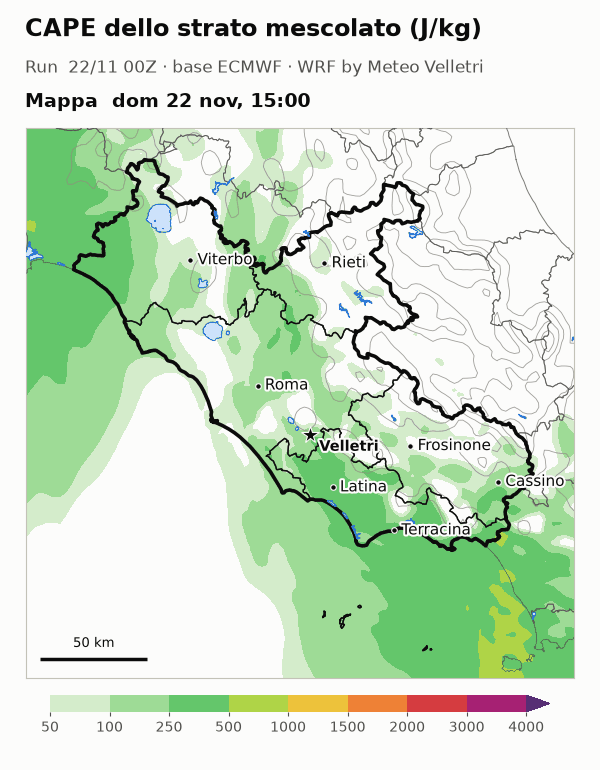 CAPE dello strato mescolato (J/kg)
Run  22/11 00Z · base ECMWF · WRF by Meteo Velletri
Mappa  dom 22 nov, 15:00
Viterbo
Rieti
Roma
Velletri
Frosinone
Latina
Cassino
Terracina
50 km
50 100 250 500 1000 1500 2000 3000 4000